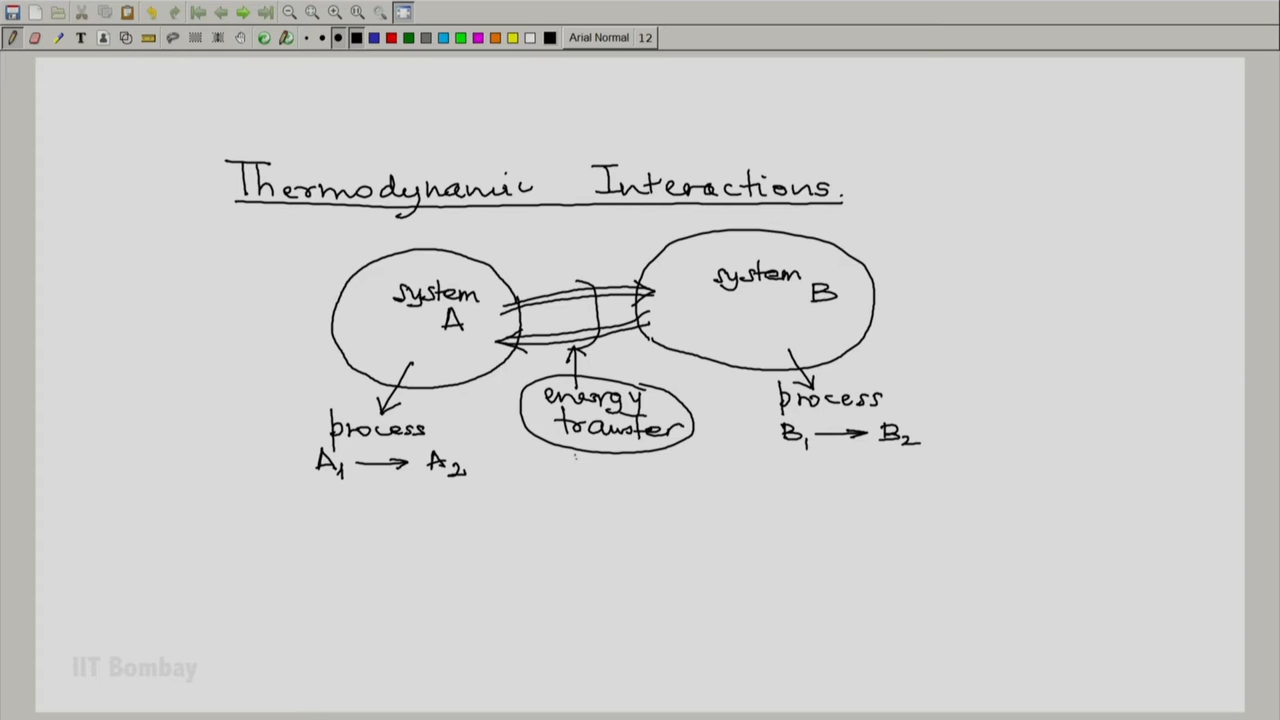 Arial Normal 12
Thermodynamic Interactions.
system A
system B
energy transfer
process
A1 → A2
process
B1 → B2
IIT Bombay